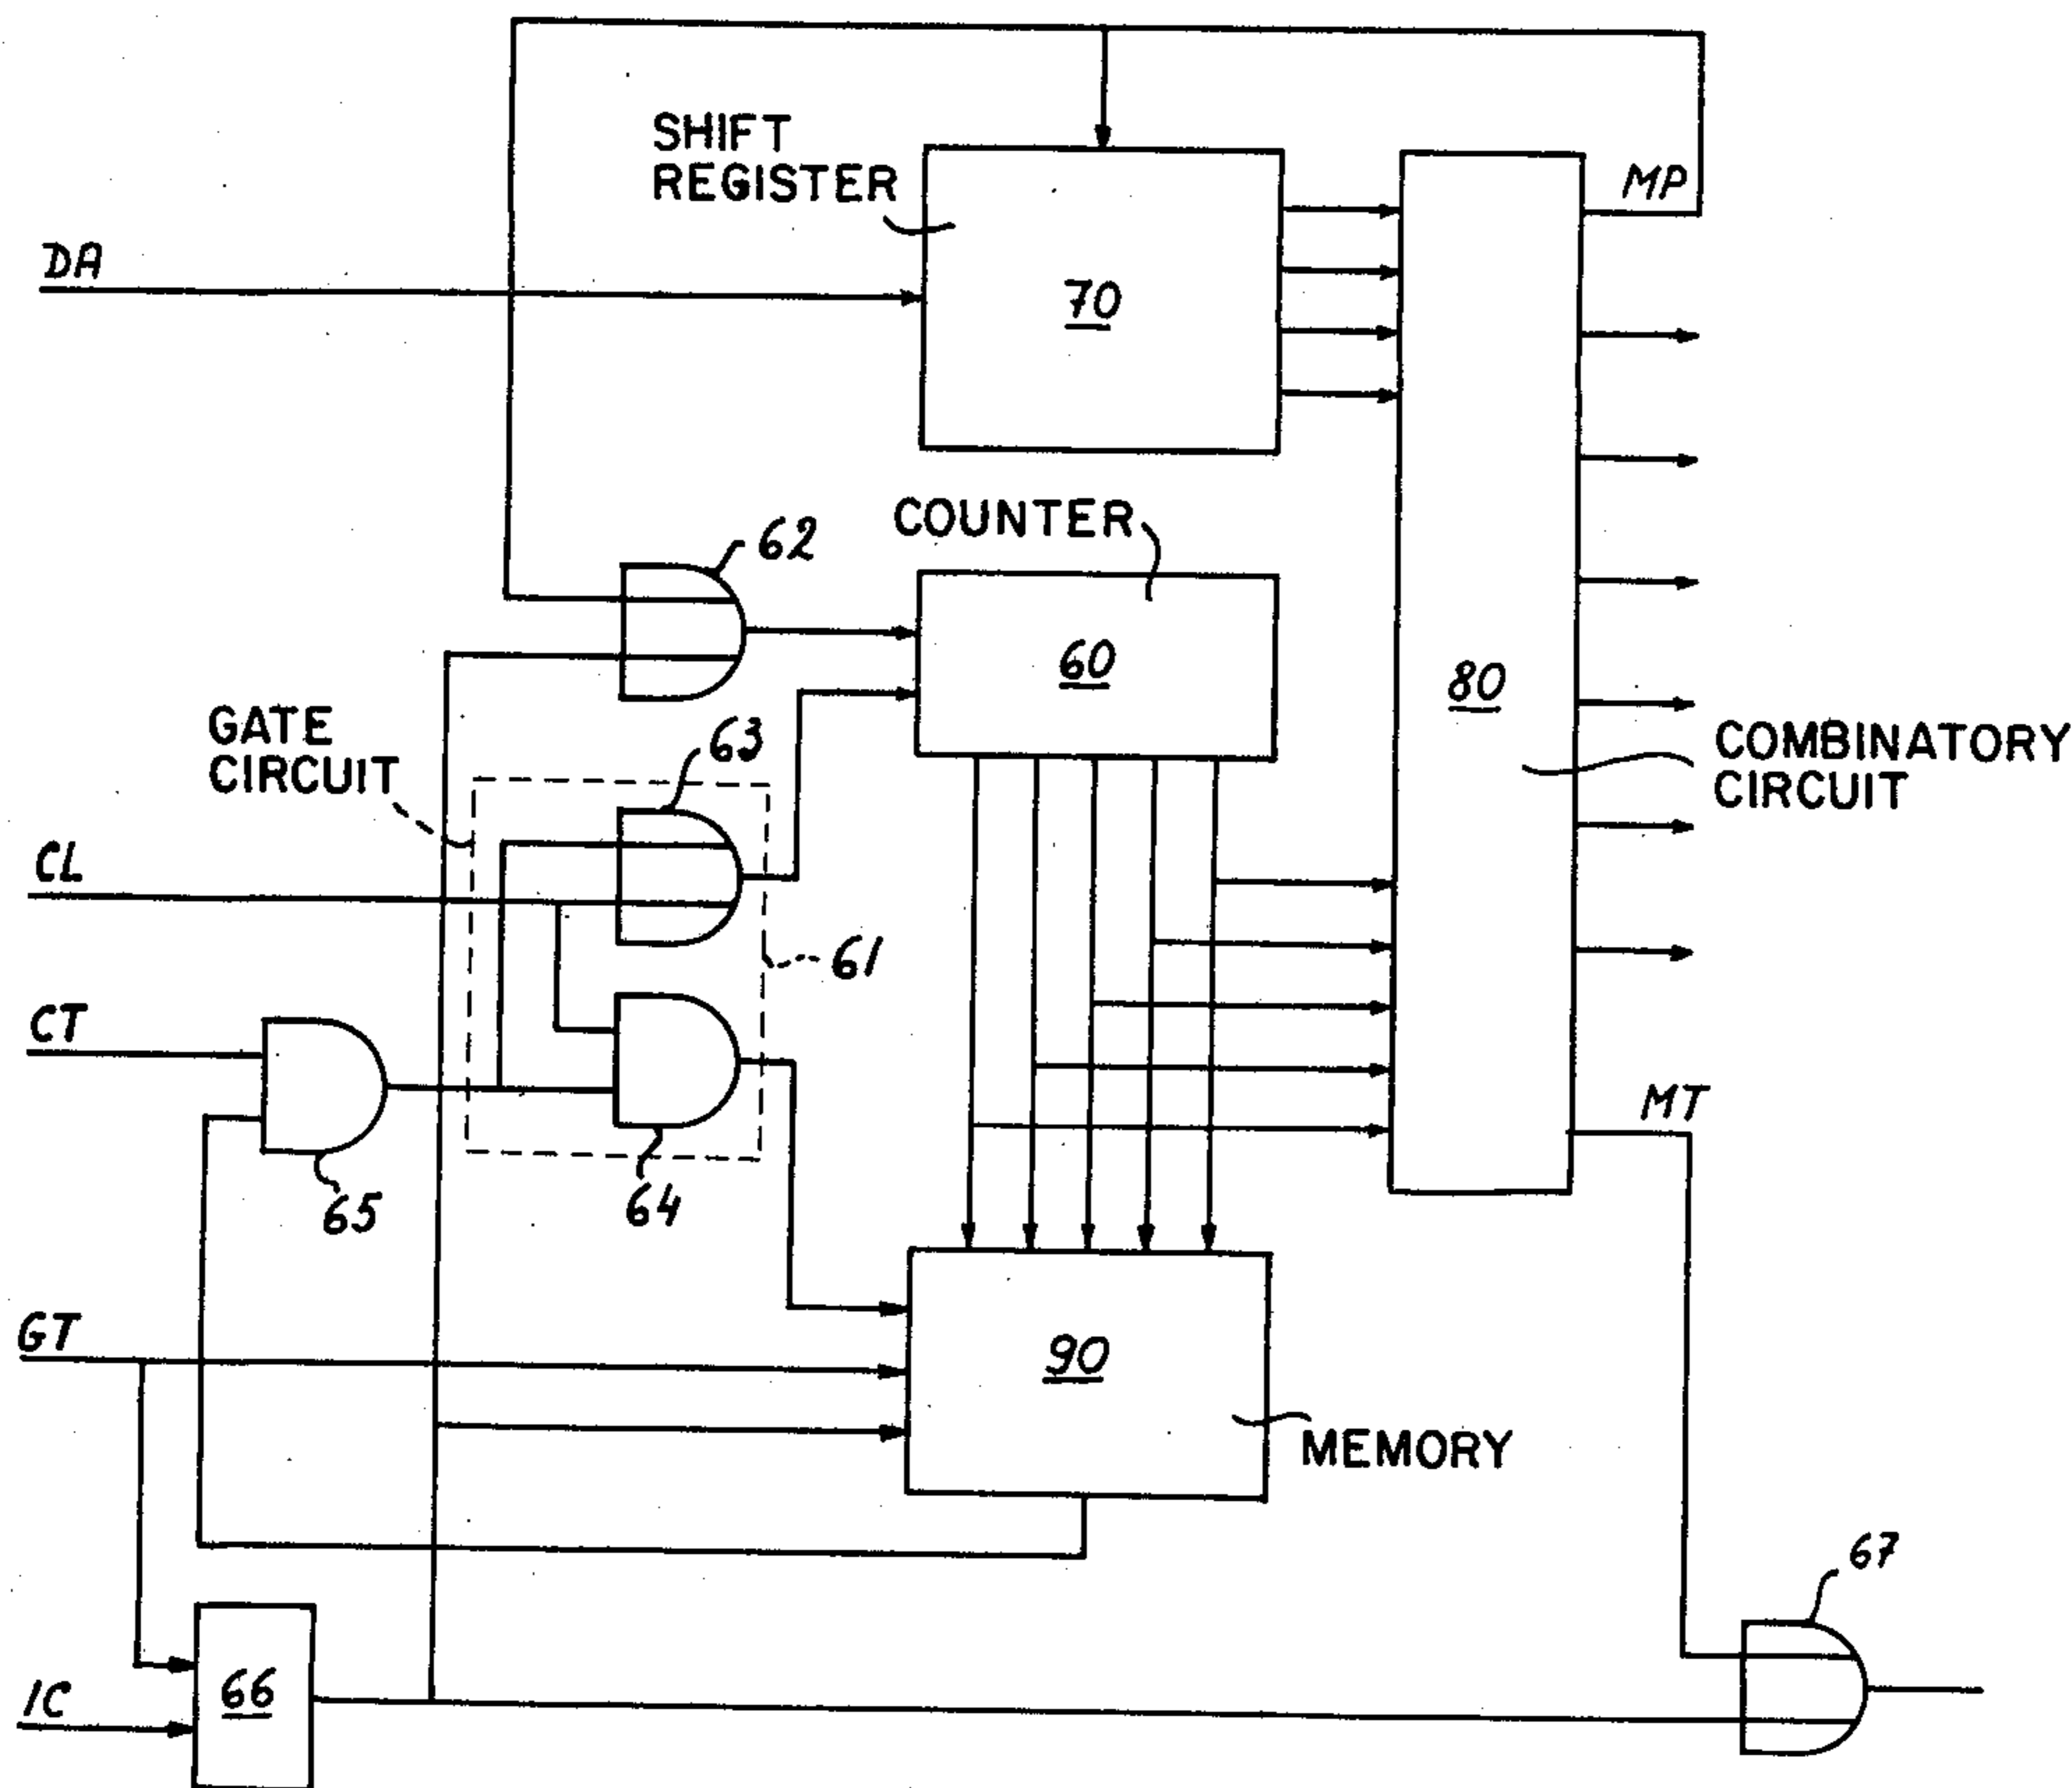 MP
SHIFT
REGISTER
DA
70
62
COUNTER
60
80
GATE
CIRCUIT
63
COMBINATORY
CIRCUIT
CL
61
CT
MT
65
64
GT
90
MEMORY
67
66
IC